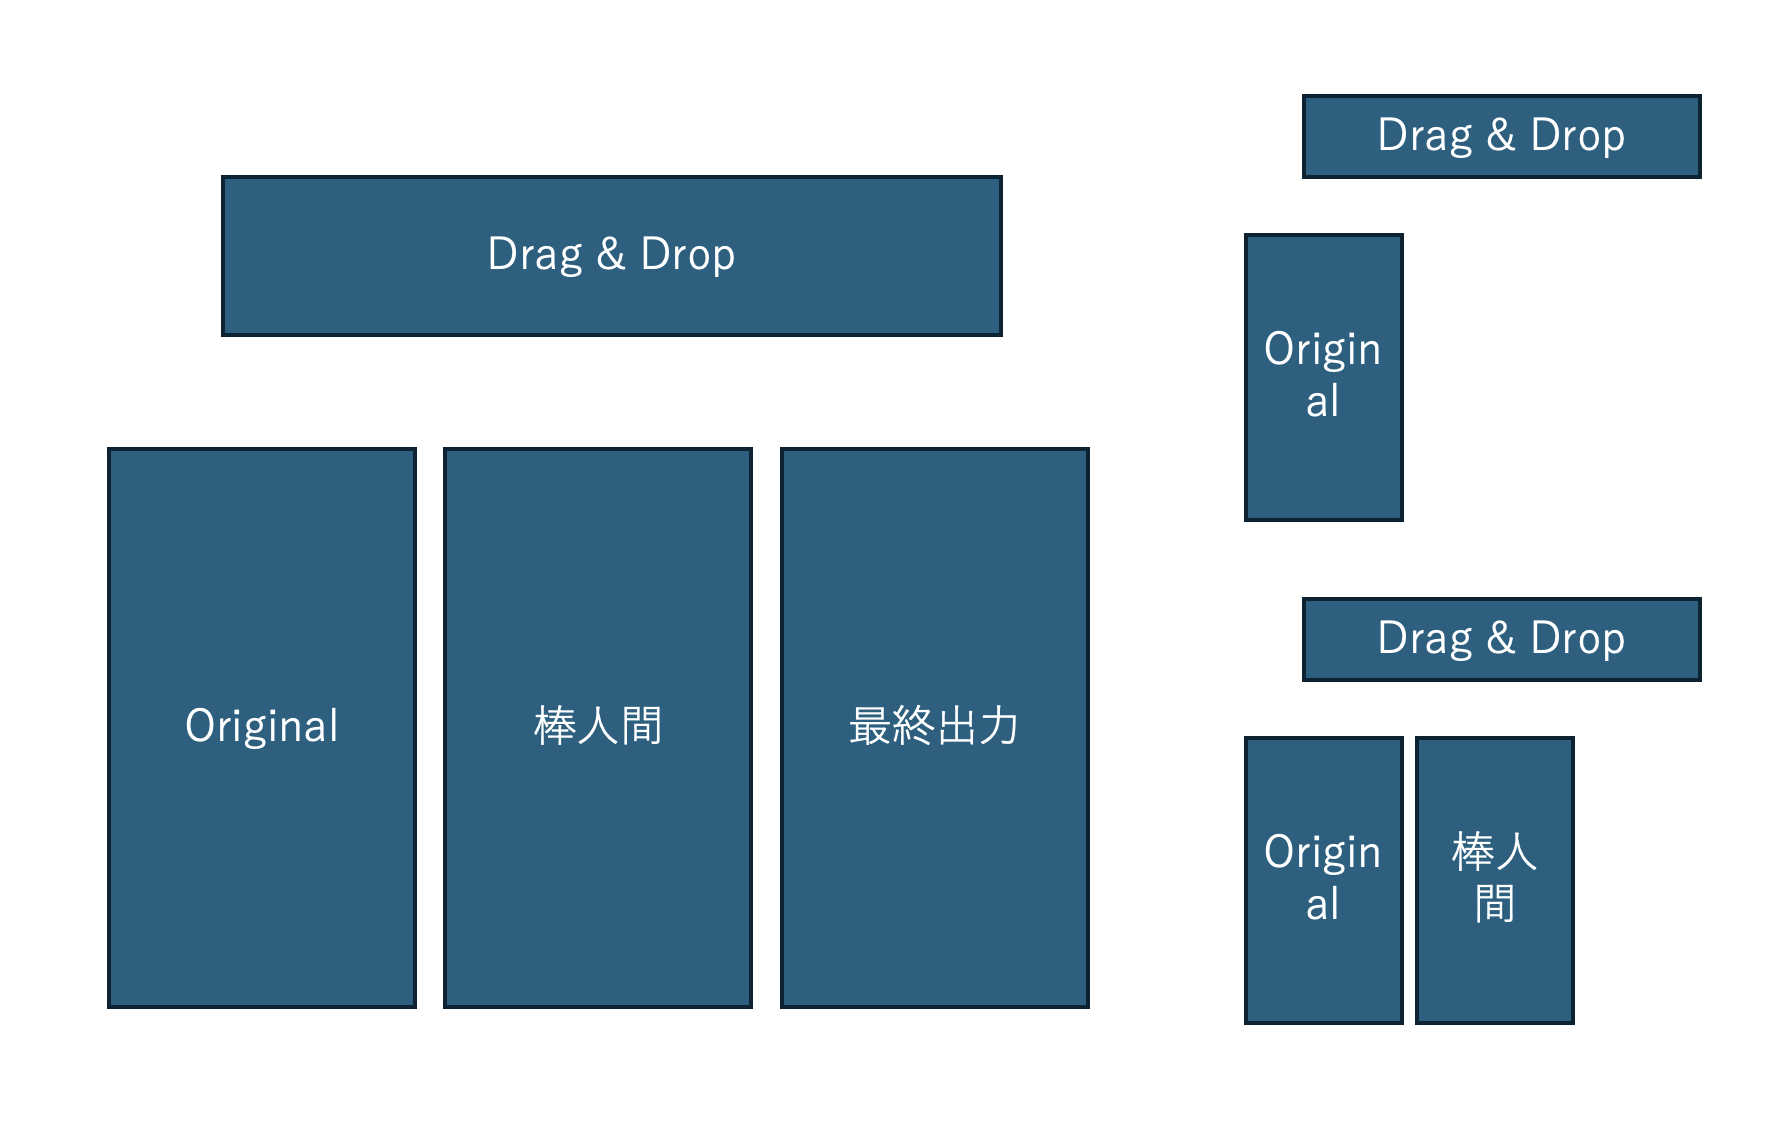 Drag & Drop
Original
棒人間
最終出力
Drag & Drop
Origin
al
Drag & Drop
Origin
al
棒人
間